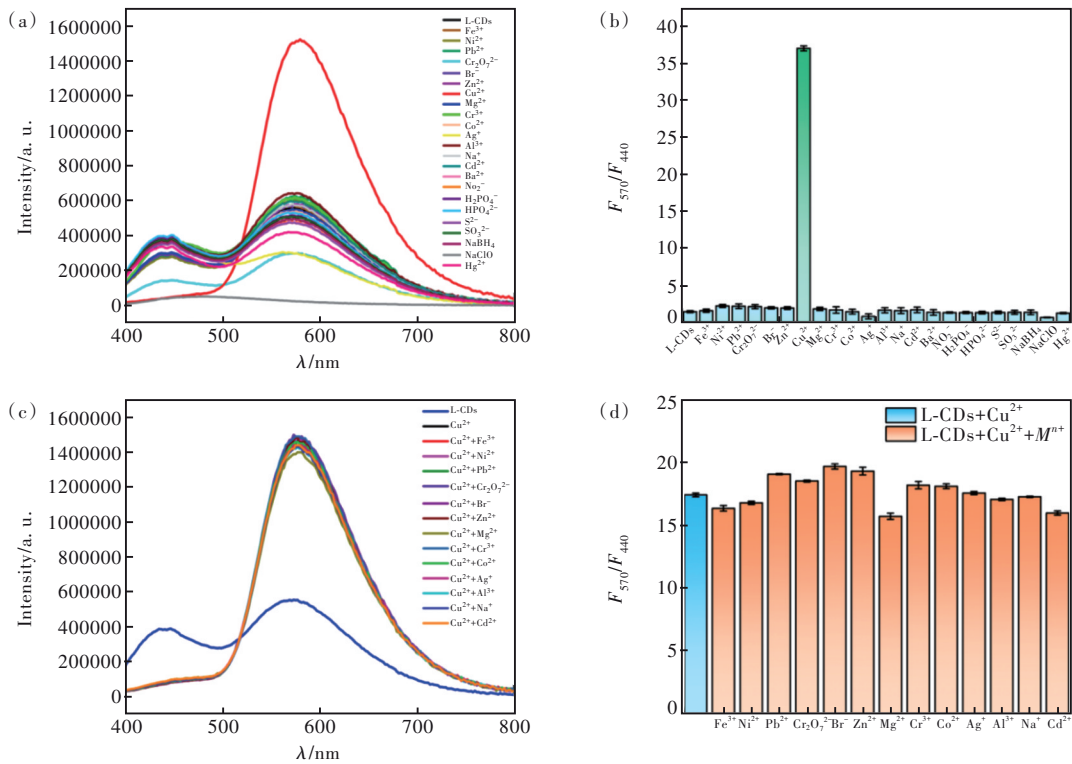 (a)
1600000
1400000
1200000
1000000
800000
600000
400000
200000
0
Intensity/a. u.
400 500 600 700 800
λ/nm
L-CDs
Fe³⁺
Ni²⁺
Pb²⁺
Cr₂O₇²⁻
Br⁻
Zn²⁺
Cu²⁺
Mg²⁺
Cr³⁺
Co²⁺
Ag⁺
Al³⁺
Na⁺
Cd²⁺
Ba²⁺
No₂⁻
H₂PO₄⁻
HPO₄²⁻
S²⁻
SO₃²⁻
NaBH₄
NaClO
Hg²⁺
(b)
40
35
30
25
20
15
10
5
0
F₅₇₀/F₄₄₀
L-CDs
Fe³⁺
Ni²⁺
Pb²⁺
Cr₂O₇²⁻
Br⁻
Zn²⁺
Cu²⁺
Mg²⁺
Cr³⁺
Co²⁺
Ag⁺
Al³⁺
Na⁺
Cd²⁺
Ba²⁺
NO₂⁻
H₂PO₄⁻
HPO₄²⁻
S²⁻
SO₃²⁻
NaBH₄
NaClO
Hg²⁺
(c)
1600000
1400000
1200000
1000000
800000
600000
400000
200000
0
Intensity/a. u.
400 500 600 700 800
λ/nm
L-CDs
Cu²⁺
Cu²⁺+Fe³⁺
Cu²⁺+Ni²⁺
Cu²⁺+Pb²⁺
Cu²⁺+Cr₂O₇²⁻
Cu²⁺+Br⁻
Cu²⁺+Zn²⁺
Cu²⁺+Mg²⁺
Cu²⁺+Cr³⁺
Cu²⁺+Co²⁺
Cu²⁺+Ag⁺
Cu²⁺+Al³⁺
Cu²⁺+Na⁺
Cu²⁺+Cd²⁺
(d)
25
20
15
10
5
0
F₅₇₀/F₄₄₀
L-CDs+Cu²⁺
L-CDs+Cu²⁺+Mⁿ⁺
Fe³⁺ Ni²⁺ Pb²⁺ Cr₂O₇²⁻ Br⁻ Zn²⁺ Mg²⁺ Cr³⁺ Co²⁺ Ag⁺ Al³⁺ Na⁺ Cd²⁺